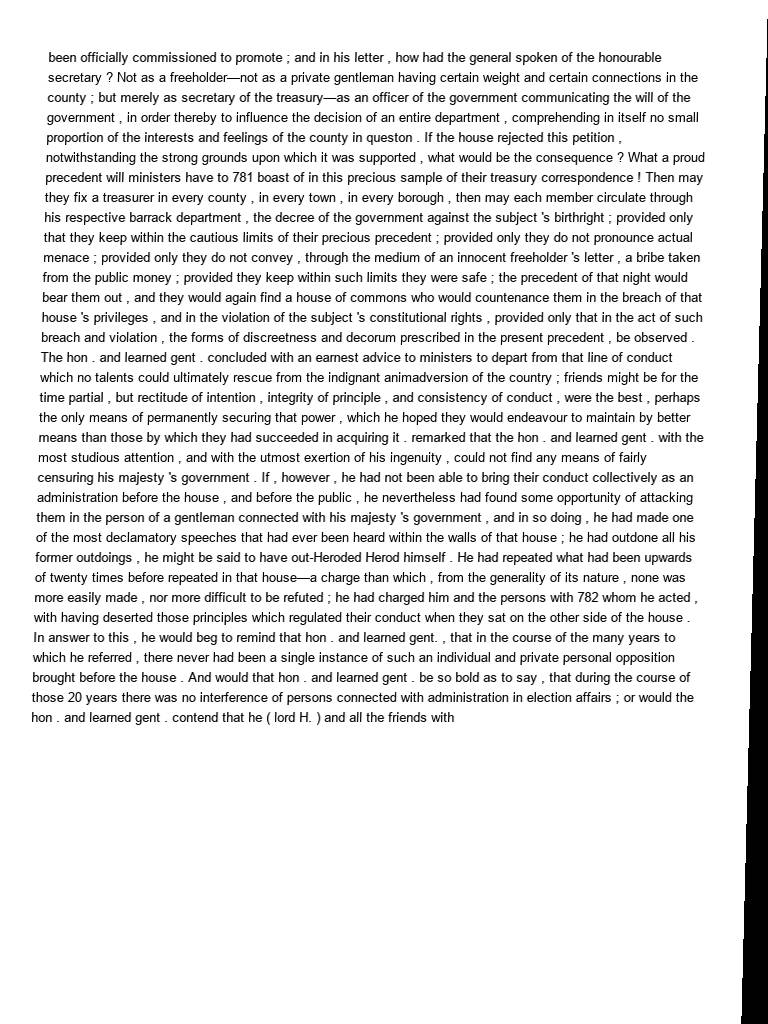 been officially commissioned to promote ; and in his letter , how had the general spoken of the honourable
secretary ? Not as a freeholder—not as a private gentleman having certain weight and certain connections in the
county ; but merely as secretary of the treasury—as an officer of the government communicating the will of the
government , in order thereby to influence the decision of an entire department , comprehending in itself no small
proportion of the interests and feelings of the county in queston . If the house rejected this petition ,
notwithstanding the strong grounds upon which it was supported , what would be the consequence ? What a proud
precedent will ministers have to 781 boast of in this precious sample of their treasury correspondence ! Then may
they fix a treasurer in every county , in every town , in every borough , then may each member circulate through
his respective barrack department , the decree of the government against the subject 's birthright ; provided only
that they keep within the cautious limits of their precious precedent ; provided only they do not pronounce actual
menace ; provided only they do not convey , through the medium of an innocent freeholder 's letter , a bribe taken
from the public money ; provided they keep within such limits they were safe ; the precedent of that night would
bear them out , and they would again find a house of commons who would countenance them in the breach of that
house 's privileges , and in the violation of the subject 's constitutional rights , provided only that in the act of such
breach and violation , the forms of discreetness and decorum prescribed in the present precedent , be observed .
The hon . and learned gent . concluded with an earnest advice to ministers to depart from that line of conduct
which no talents could ultimately rescue from the indignant animadversion of the country ; friends might be for the
time partial , but rectitude of intention , integrity of principle , and consistency of conduct , were the best , perhaps
the only means of permanently securing that power , which he hoped they would endeavour to maintain by better
means than those by which they had succeeded in acquiring it . remarked that the hon . and learned gent . with the
most studious attention , and with the utmost exertion of his ingenuity , could not find any means of fairly
censuring his majesty 's government . If , however , he had not been able to bring their conduct collectively as an
administration before the house , and before the public , he nevertheless had found some opportunity of attacking
them in the person of a gentleman connected with his majesty 's government , and in so doing , he had made one
of the most declamatory speeches that had ever been heard within the walls of that house ; he had outdone all his
former outdoings , he might be said to have out-Heroded Herod himself . He had repeated what had been upwards
of twenty times before repeated in that house—a charge than which , from the generality of its nature , none was
more easily made , nor more difficult to be refuted ; he had charged him and the persons with 782 whom he acted ,
with having deserted those principles which regulated their conduct when they sat on the other side of the house .
In answer to this , he would beg to remind that hon . and learned gent. , that in the course of the many years to
which he referred , there never had been a single instance of such an individual and private personal opposition
brought before the house . And would that hon . and learned gent . be so bold as to say , that during the course of
those 20 years there was no interference of persons connected with administration in election affairs ; or would the
hon . and learned gent . contend that he ( lord H. ) and all the friends with